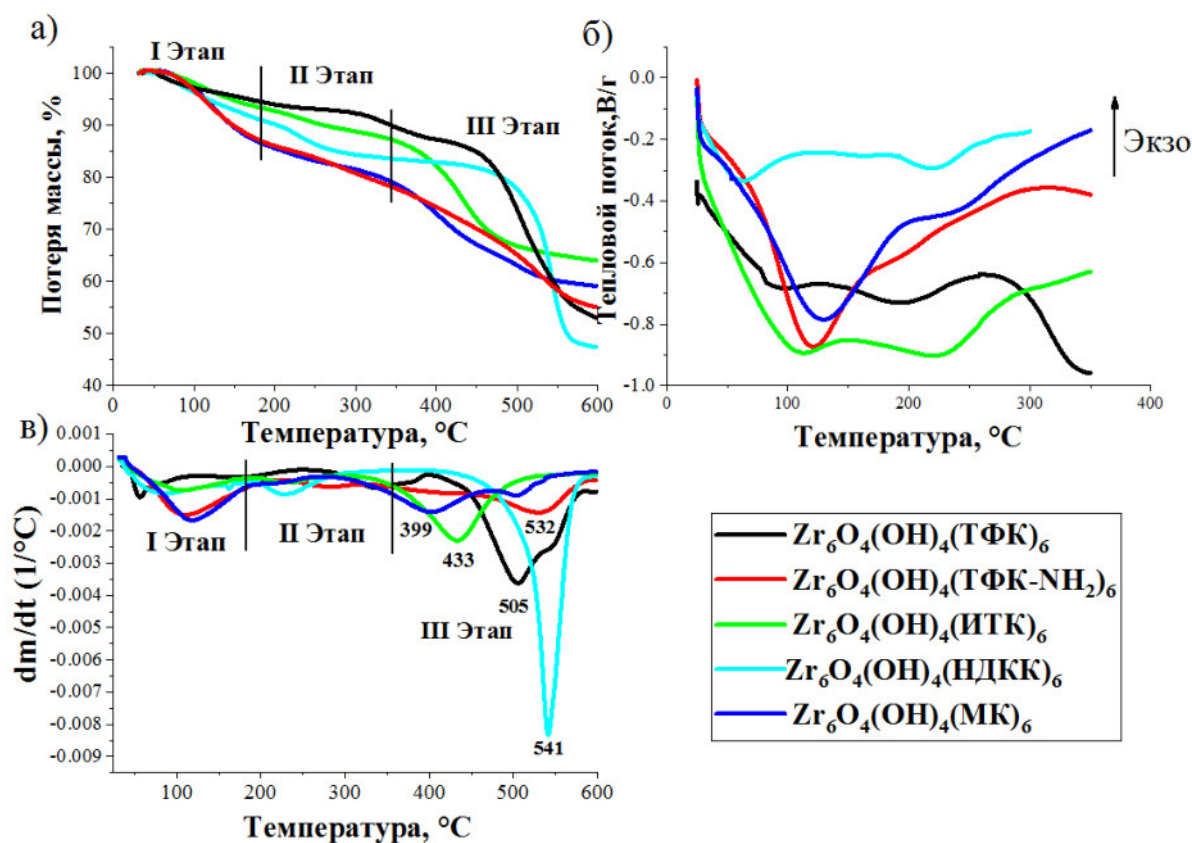 а)
I Этап
II Этап
III Этап
Потеря массы, %
100
90
80
70
60
50
40
0
100
200
300
400
500
600
Температура, °C
б)
Экзо
Тепловой поток,В/г
0.0
-0.2
-0.4
-0.6
-0.8
-1.0
0
100
200
300
400
Температура, °C
в)
dm/dt (1/°C)
0.001
0.000
-0.001
-0.002
-0.003
-0.004
-0.005
-0.006
-0.007
-0.008
-0.009
I Этап
II Этап
III Этап
399
433
505
532
541
100
200
300
400
500
600
Температура, °C
Zr₆O₄(OH)₄(ТФК)₆
Zr₆O₄(OH)₄(ТФК-NH₂)₆
Zr₆O₄(OH)₄(ИТК)₆
Zr₆O₄(OH)₄(НДКК)₆
Zr₆O₄(OH)₄(МК)₆